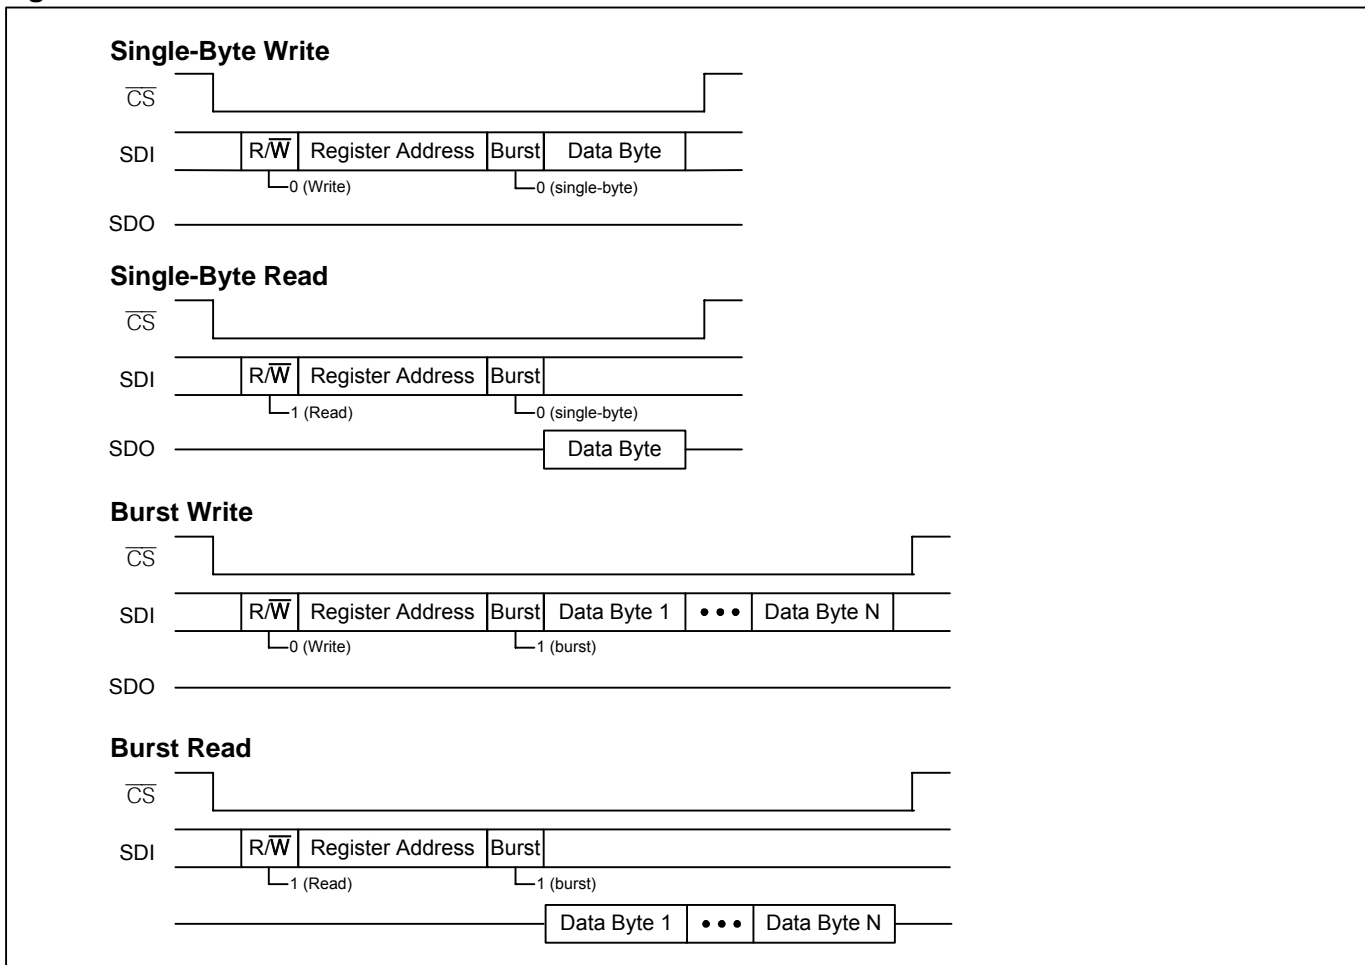 Single-Byte Write
CS
SDI R/W Register Address Burst Data Byte
0 (Write) 0 (single-byte)
SDO
Single-Byte Read
CS
SDI R/W Register Address Burst
1 (Read) 0 (single-byte)
SDO Data Byte
Burst Write
CS
SDI R/W Register Address Burst Data Byte 1 ••• Data Byte N
0 (Write) 1 (burst)
SDO
Burst Read
CS
SDI R/W Register Address Burst
1 (Read) 1 (burst)
Data Byte 1 ••• Data Byte N